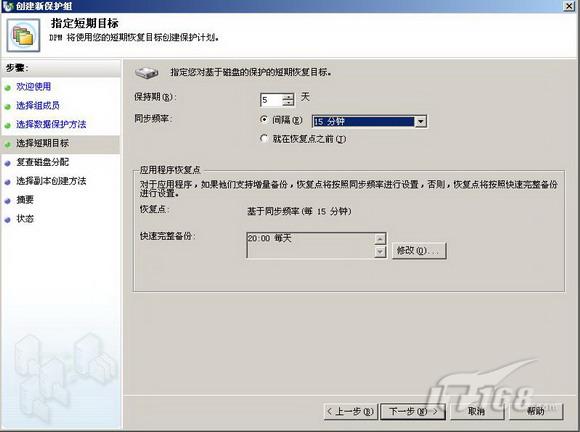 创建新保护组
指定短期目标
DPM 将使用您的短期恢复目标创建保护计划。
步骤:
欢迎使用
选择组成员
选择数据保护方法
选择短期目标
复查磁盘分配
选择副本创建方法
摘要
状态
指定您对基于磁盘的保护的短期恢复目标。
保持期(R): 5 天
同步频率: 间隔(E) 15 分钟
就在恢复点之前(J)
应用程序恢复点
对于应用程序,如果他们支持增量备份,恢复点将按照同步频率进行设置,否则,恢复点将按照快速完整备份
进行设置。
恢复点: 基于同步频率(每 15 分钟)
快速完整备份: 20:00 每天
修改(O)...
<上一步(B) 下一步(N)> 取消 帮助
IT168.com